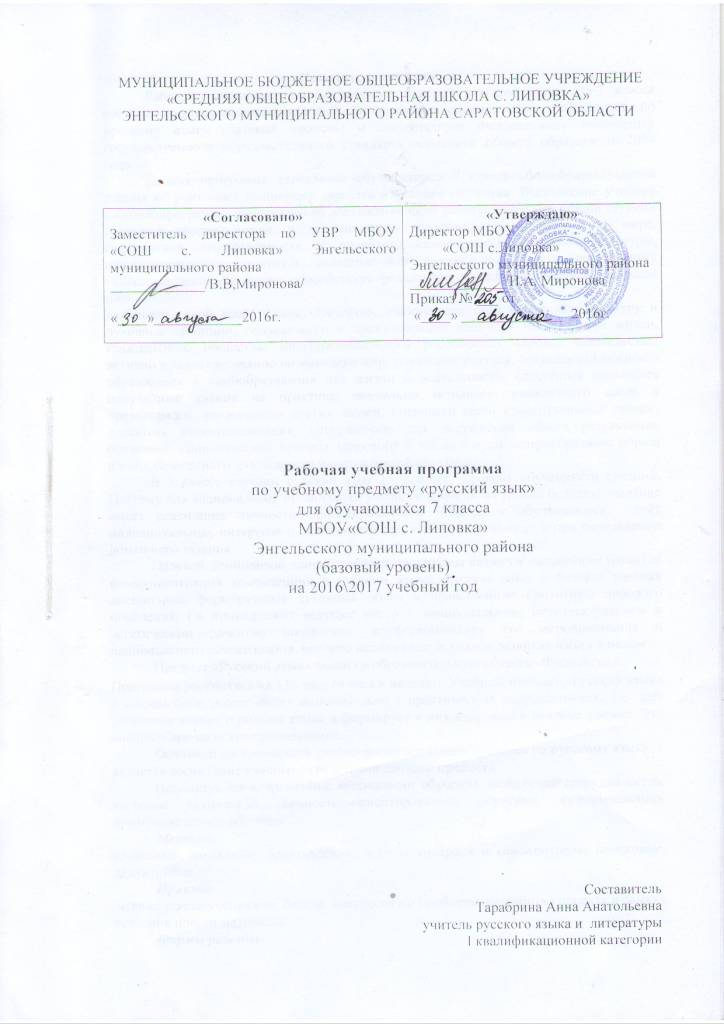 МУНИЦИПАЛЬНОЕ БЮДЖЕТНОЕ ОБЩЕОБРАЗОВАТЕЛЬНОЕ УЧРЕЖДЕНИЕ
«СРЕДНЯЯ ОБЩЕОБРАЗОВАТЕЛЬНАЯ ШКОЛА С. ЛИПОВКА»
ЭНГЕЛЬССКОГО МУНИЦИПАЛЬНОГО РАЙОНА САРАТОВСКОЙ ОБЛАСТИ
«Согласовано»
Заместитель директора по УВР МБОУ
«СОШ с. Липовка» Энгельсского
муниципального района
/В.В,Миронова/
« 30 » августа 2016г.
«Утверждаю»
Директор МБОУ
«СОШ с. Липовка»
Энгельсского муниципального района
Н.А. Миронова
Приказ № 205 от
« 30 » августа 2016г.
Для
документов
Рабочая учебная программа
по учебному предмету «русский язык»
для обучающихся 7 класса
МБОУ«СОШ с. Липовка»
Энгельсского муниципального района
(базовый уровень)
на 2016\2017 учебный год
Составитель
Тарабрина Анна Анатольевна
учитель русского языка и литературы
I квалификационной категории